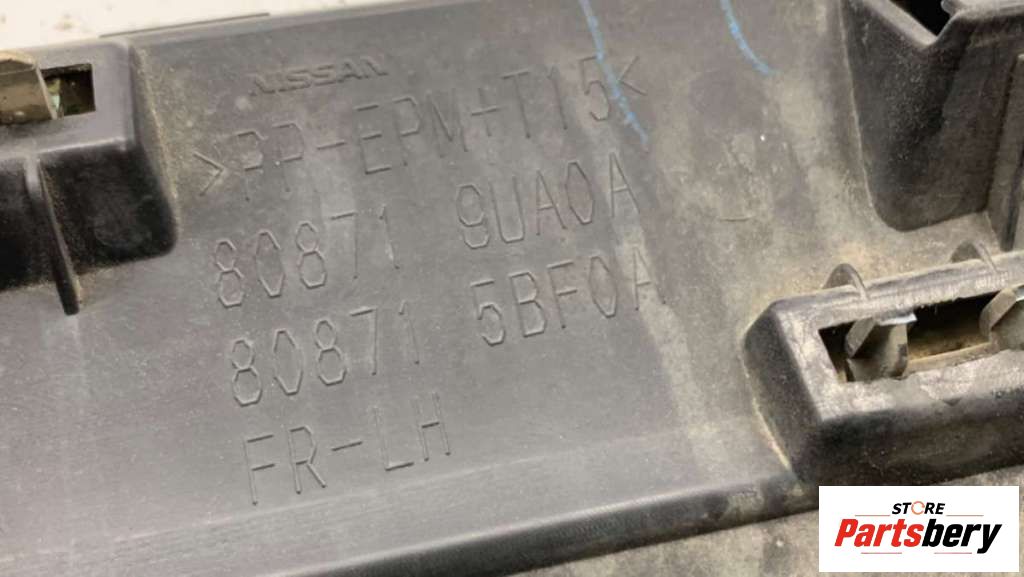 NISSAN
>PP-EPM+T15<
80871 9UA0A
80871 5BF0A
FR-LH
STORE
Partsbery